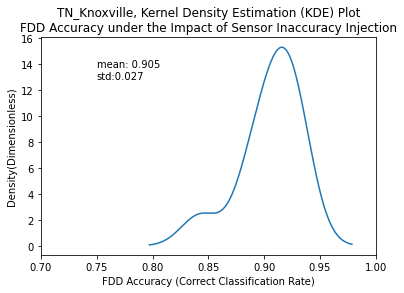 TN_Knoxville, Kernel Density Estimation (KDE) Plot
FDD Accuracy under the Impact of Sensor Inaccuracy Injection
mean: 0.905
std:0.027
Density(Dimensionless)
16
14
12
10
8
6
4
2
0
0.70 0.75 0.80 0.85 0.90 0.95 1.00
FDD Accuracy (Correct Classification Rate)